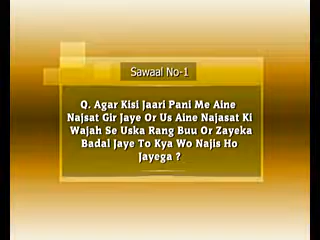 Sawaal No-1
Q. Agar Kisi Jaari Pani Me Aine
Najsat Gir Jaye Or Us Aine Najasat Ki
Wajah Se Uska Rang Buu Or Zayeka
Badal Jaye To Kya Wo Najis Ho
Jayega ?